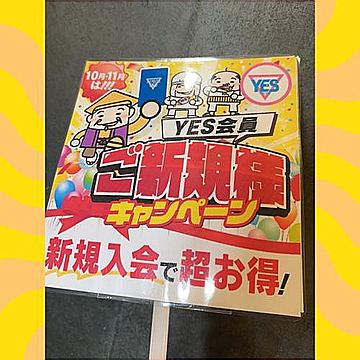 10月・11月
は!!!
YES
YES
YES会員
ご新規様
キャンペーン
新規入会で超お得!